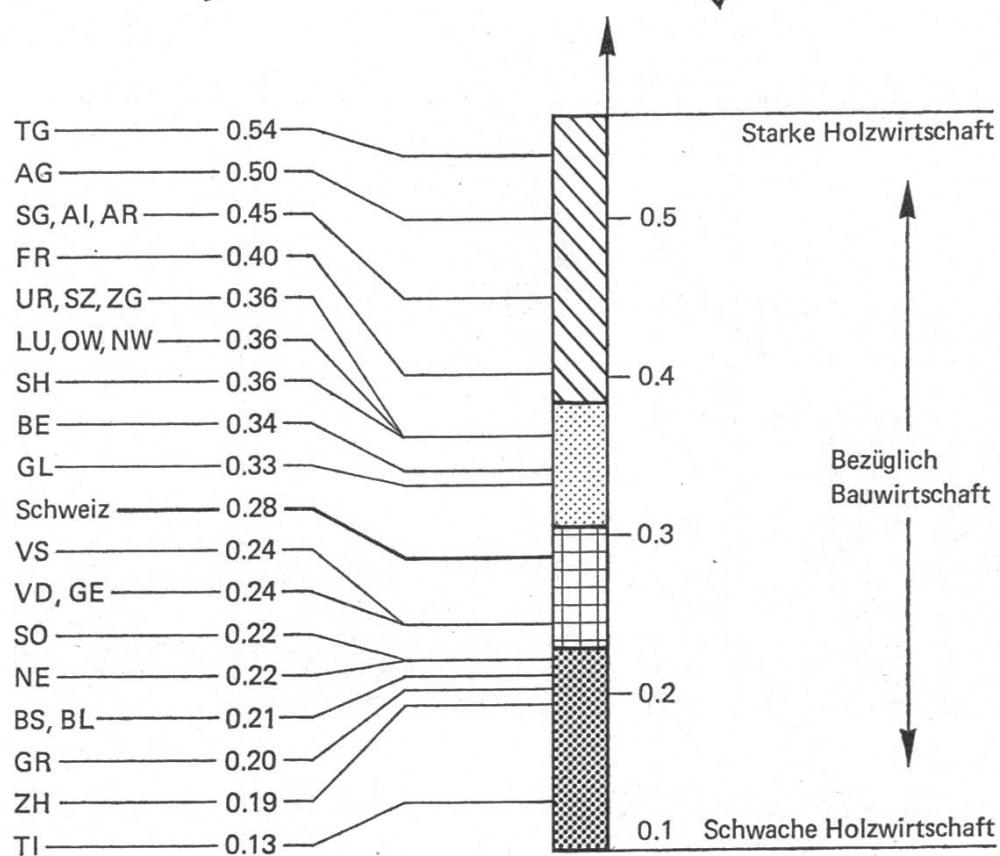 TG 0.54
AG 0.50
SG, AI, AR 0.45
FR 0.40
UR, SZ, ZG 0.36
LU, OW, NW 0.36
SH 0.36
BE 0.34
GL 0.33
Schweiz 0.28
VS 0.24
VD, GE 0.24
SO 0.22
NE 0.22
BS, BL 0.21
GR 0.20
ZH 0.19
TI 0.13
0.5
0.4
0.3
0.2
0.1
Starke Holzwirtschaft
Bezüglich
Bauwirtschaft
Schwache Holzwirtschaft